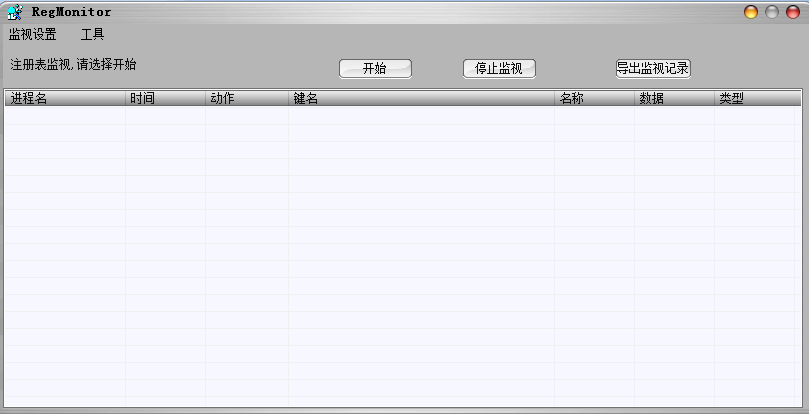 RegMonitor
监视设置 工具
注册表监视,请选择开始 开始 停止监视 导出监视记录
进程名 时间 动作 键名 名称 数据 类型